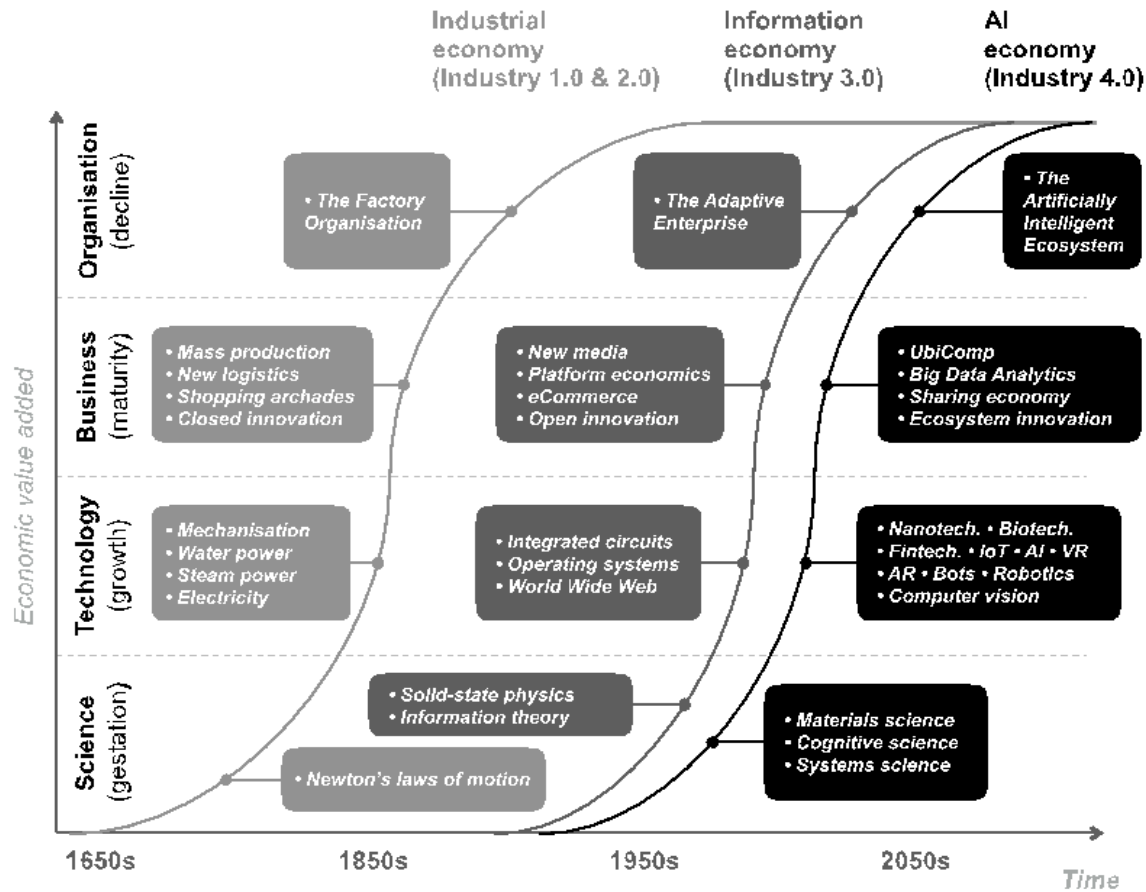 Industrial
economy
(Industry 1.0 & 2.0)
Information
economy
(Industry 3.0)
AI
economy
(Industry 4.0)
Organisation
(decline)
• The Factory
Organisation
• The Adaptive
Enterprise
• The
Artificially
Intelligent
Ecosystem
Business
(maturity)
• Mass production
• New logistics
• Shopping archades
• Closed innovation
• New media
• Platform economics
• eCommerce
• Open innovation
• UbiComp
• Big Data Analytics
• Sharing economy
• Ecosystem innovation
Economic value added
Technology
(growth)
• Mechanisation
• Water power
• Steam power
• Electricity
• Integrated circuits
• Operating systems
• World Wide Web
• Nanotech. • Biotech.
• Fintech. • IoT • AI • VR
• AR • Bots • Robotics
• Computer vision
Science
(gestation)
• Solid-state physics
• Information theory
• Newton's laws of motion
• Materials science
• Cognitive science
• Systems science
1650s
1850s
1950s
2050s
Time